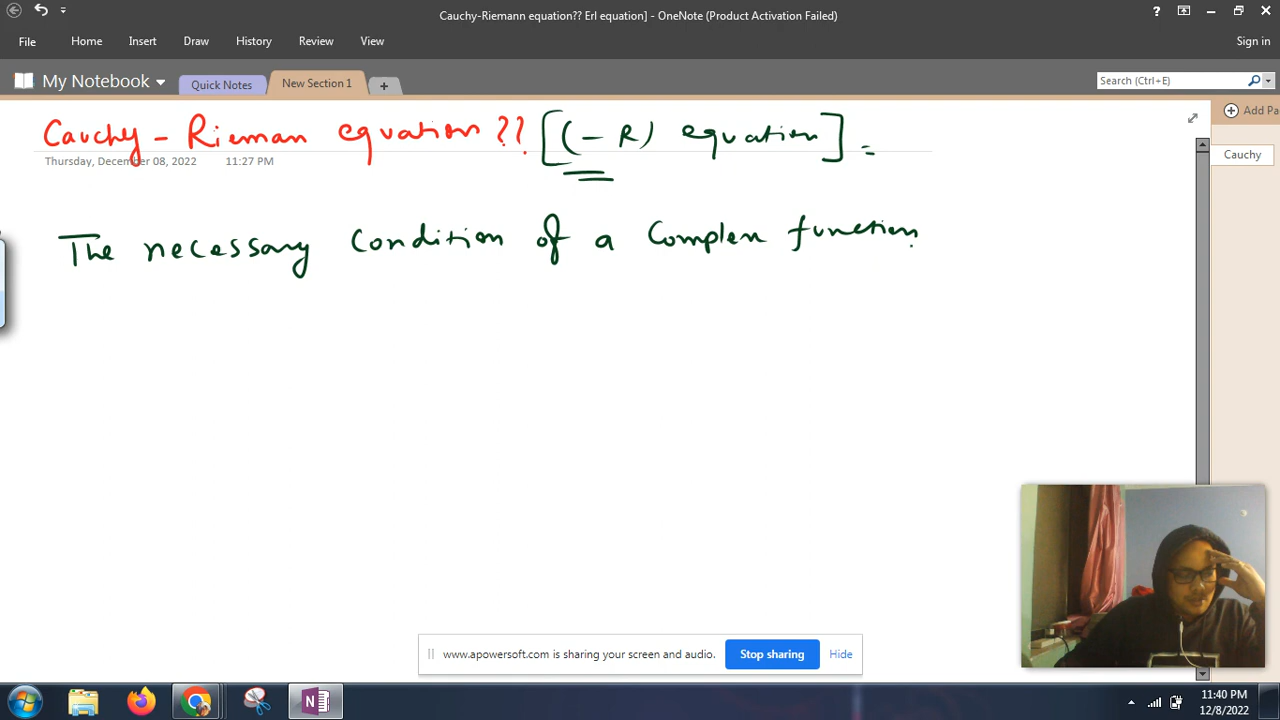 Cauchy-Riemann equation?? Erl equation] - OneNote (Product Activation Failed)
?
File Home Insert Draw History Review View
Sign in
My Notebook Quick Notes New Section 1 +
Search (Ctrl+E)
Cauchy - Rieman equation ?? [(- R) equation] =
Add Pa
Cauchy
Thursday, December 08, 2022 11:27 PM
The necessary condition of a Complex function
www.apowersoft.com is sharing your screen and audio. Stop sharing Hide
11:40 PM
12/8/2022